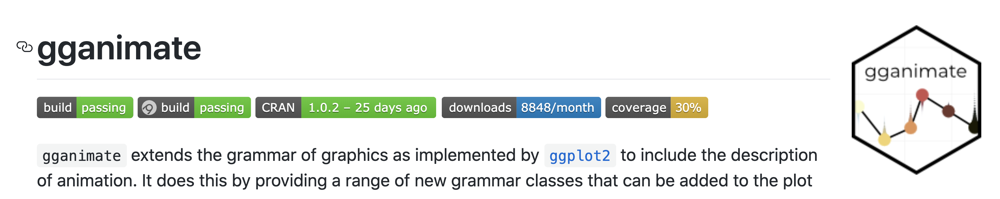 gganimate
build passing build passing CRAN 1.0.2 – 25 days ago downloads 8848/month coverage 30%
gganimate extends the grammar of graphics as implemented by ggplot2 to include the description
of animation. It does this by providing a range of new grammar classes that can be added to the plot
gganimate